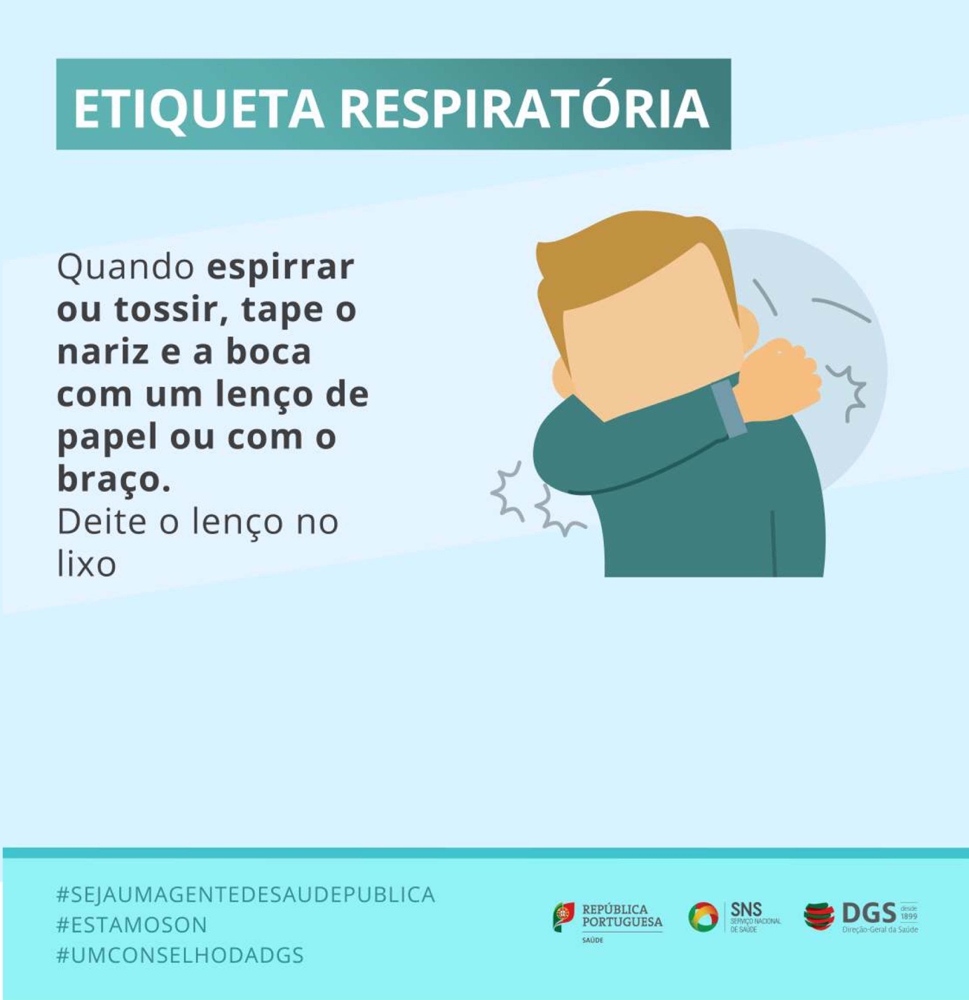 ETIQUETA RESPIRATÓRIA
Quando espirrar
ou tossir, tape o
nariz e a boca
com um lenço de
papel ou com o
braço.
Deite o lenço no
lixo
#SEJAUMAGENTEDESAUDEPUBLICA
#ESTAMOSON
#UMCONSELHODADGS
REPÚBLICA
PORTUGUESA
SAÚDE
SNS
SERVIÇO NACIONAL
DE SAÚDE
DGS
desde
1899
Direção-Geral da Saúde